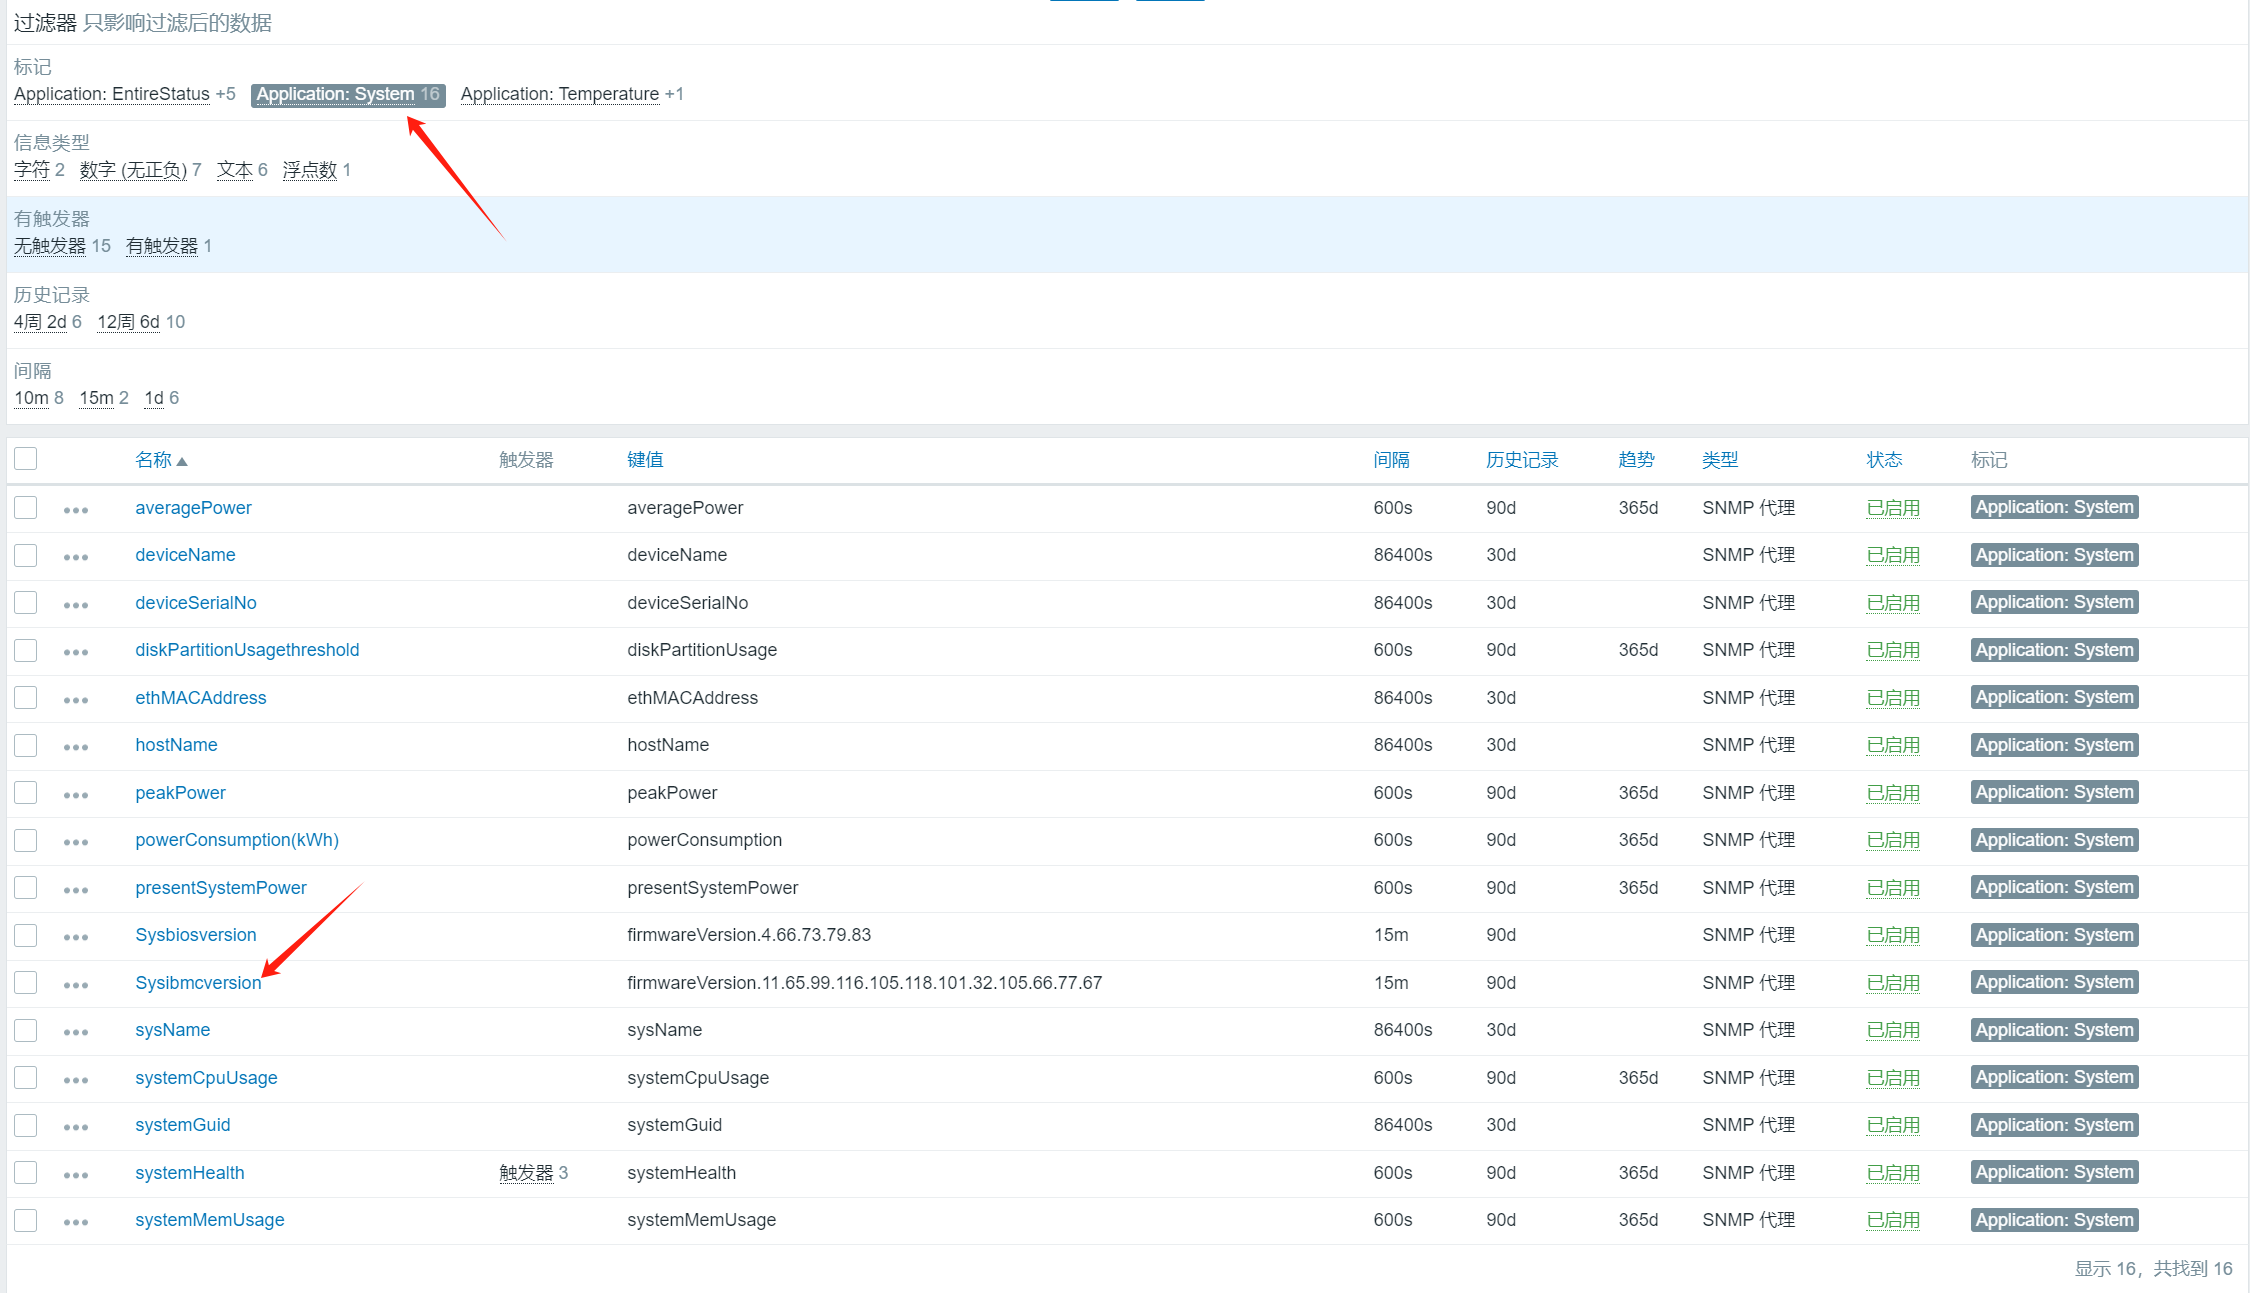 过滤器 只影响过滤后的数据
标记
Application: EntireStatus +5 Application: System 16 Application: Temperature +1
信息类型
字符 2 数字 (无正负) 7 文本 6 浮点数 1
有触发器
无触发器 15 有触发器 1
历史记录
4周 2d 6 12周 6d 10
间隔
10m 8 15m 2 1d 6
名称 触发器 键值 间隔 历史记录 趋势 类型 状态 标记
averagePower averagePower 600s 90d 365d SNMP 代理 已启用 Application: System
deviceName deviceName 86400s 30d SNMP 代理 已启用 Application: System
deviceSerialNo deviceSerialNo 86400s 30d SNMP 代理 已启用 Application: System
diskPartitionUsagethreshold diskPartitionUsage 600s 90d 365d SNMP 代理 已启用 Application: System
ethMACAddress ethMACAddress 86400s 30d SNMP 代理 已启用 Application: System
hostName hostName 86400s 30d SNMP 代理 已启用 Application: System
peakPower peakPower 600s 90d 365d SNMP 代理 已启用 Application: System
powerConsumption(kWh) powerConsumption 600s 90d 365d SNMP 代理 已启用 Application: System
presentSystemPower presentSystemPower 600s 90d 365d SNMP 代理 已启用 Application: System
Sysbiosversion firmwareVersion.4.66.73.79.83 15m 90d SNMP 代理 已启用 Application: System
Sysibmcversion firmwareVersion.11.65.99.116.105.118.101.32.105.66.77.67 15m 90d SNMP 代理 已启用 Application: System
sysName sysName 86400s 30d SNMP 代理 已启用 Application: System
systemCpuUsage systemCpuUsage 600s 90d 365d SNMP 代理 已启用 Application: System
systemGuid systemGuid 86400s 30d SNMP 代理 已启用 Application: System
systemHealth 触发器 3 systemHealth 600s 90d 365d SNMP 代理 已启用 Application: System
systemMemUsage systemMemUsage 600s 90d 365d SNMP 代理 已启用 Application: System
显示 16，共找到 16